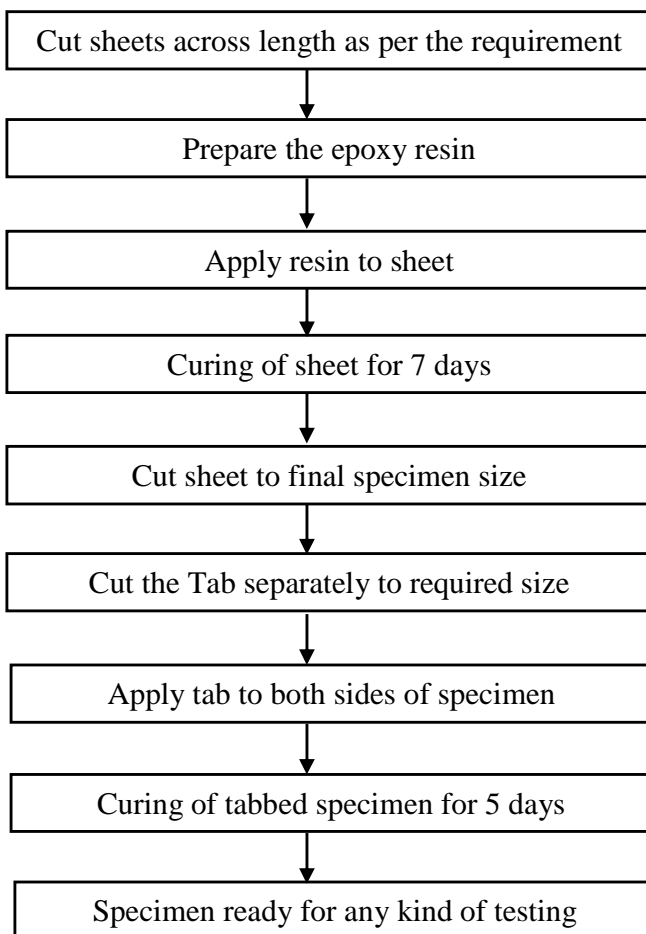 Cut sheets across length as per the requirement
Prepare the epoxy resin
Apply resin to sheet
Curing of sheet for 7 days
Cut sheet to final specimen size
Cut the Tab separately to required size
Apply tab to both sides of specimen
Curing of tabbed specimen for 5 days
Specimen ready for any kind of testing